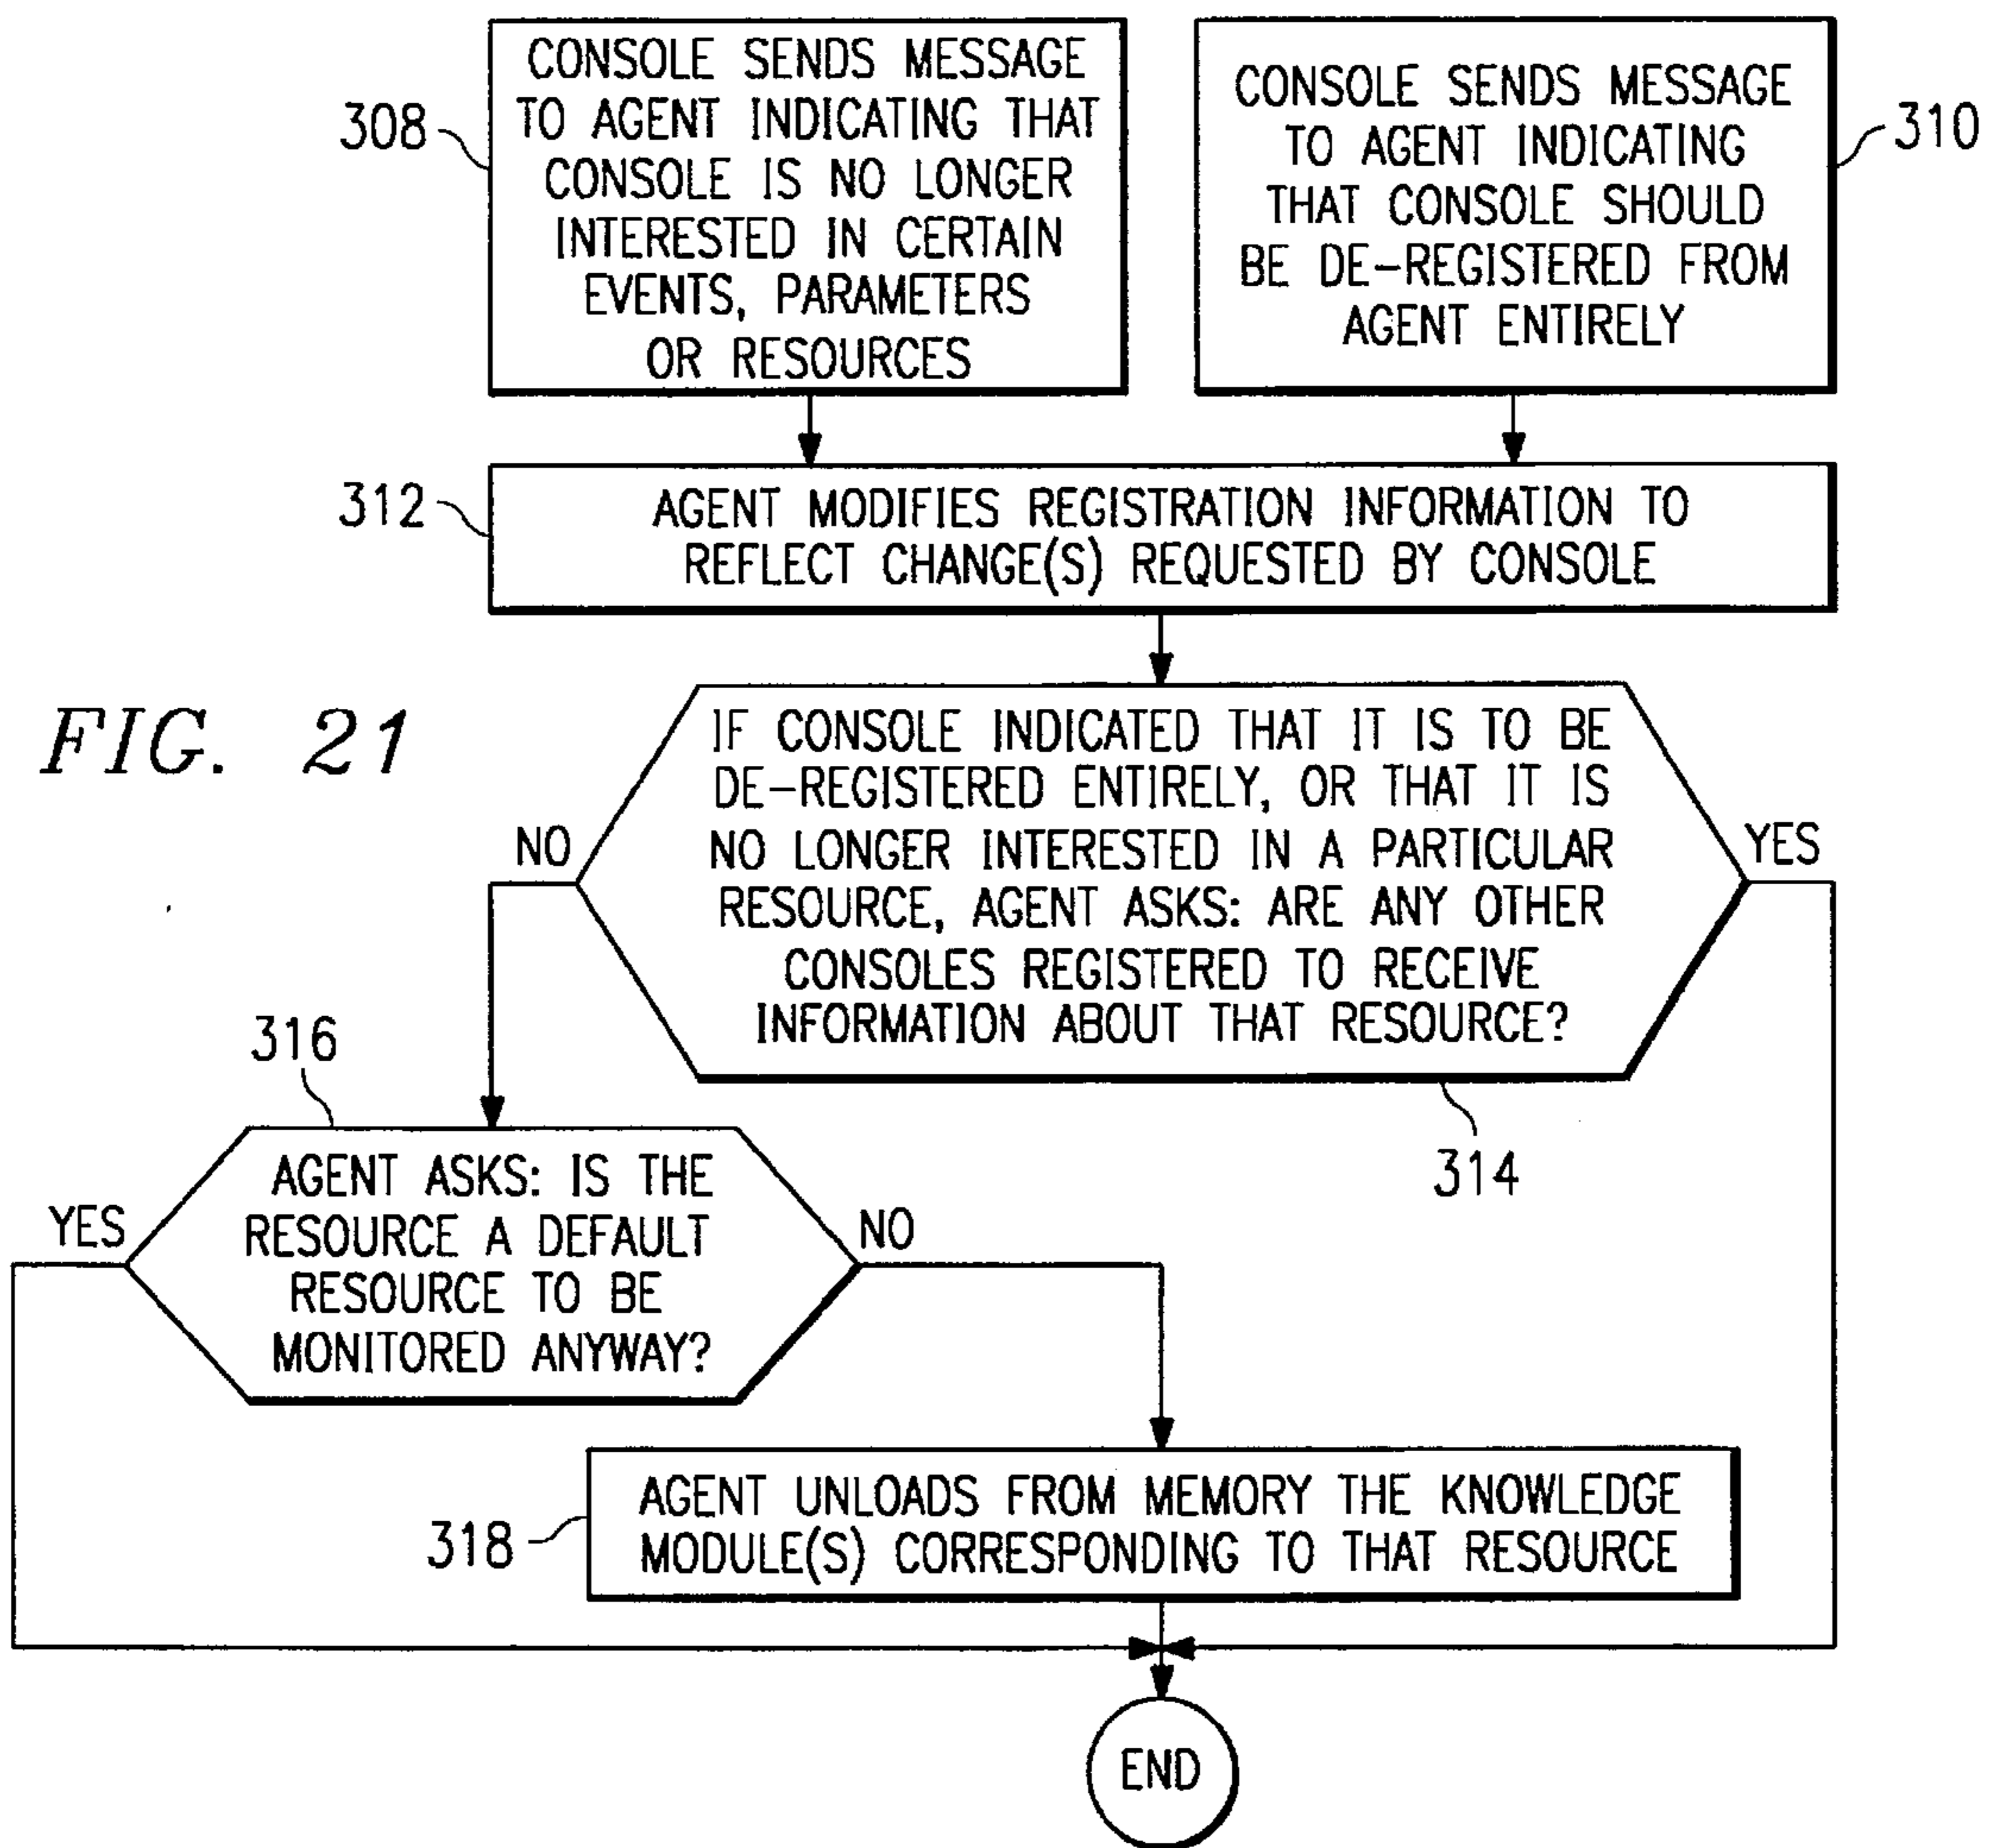 CONSOLE SENDS MESSAGE
TO AGENT INDICATING THAT
CONSOLE IS NO LONGER
INTERESTED IN CERTAIN
EVENTS, PARAMETERS
OR RESOURCES
308
CONSOLE SENDS MESSAGE
TO AGENT INDICATING
THAT CONSOLE SHOULD
BE DE-REGISTERED FROM
AGENT ENTIRELY
310
312
AGENT MODIFIES REGISTRATION INFORMATION TO
REFLECT CHANGE(S) REQUESTED BY CONSOLE
FIG. 21
IF CONSOLE INDICATED THAT IT IS TO BE
DE-REGISTERED ENTIRELY, OR THAT IT IS
NO LONGER INTERESTED IN A PARTICULAR
RESOURCE, AGENT ASKS: ARE ANY OTHER
CONSOLES REGISTERED TO RECEIVE
INFORMATION ABOUT THAT RESOURCE?
NO
YES
314
316
AGENT ASKS: IS THE
RESOURCE A DEFAULT
RESOURCE TO BE
MONITORED ANYWAY?
YES
NO
318
AGENT UNLOADS FROM MEMORY THE KNOWLEDGE
MODULE(S) CORRESPONDING TO THAT RESOURCE
END